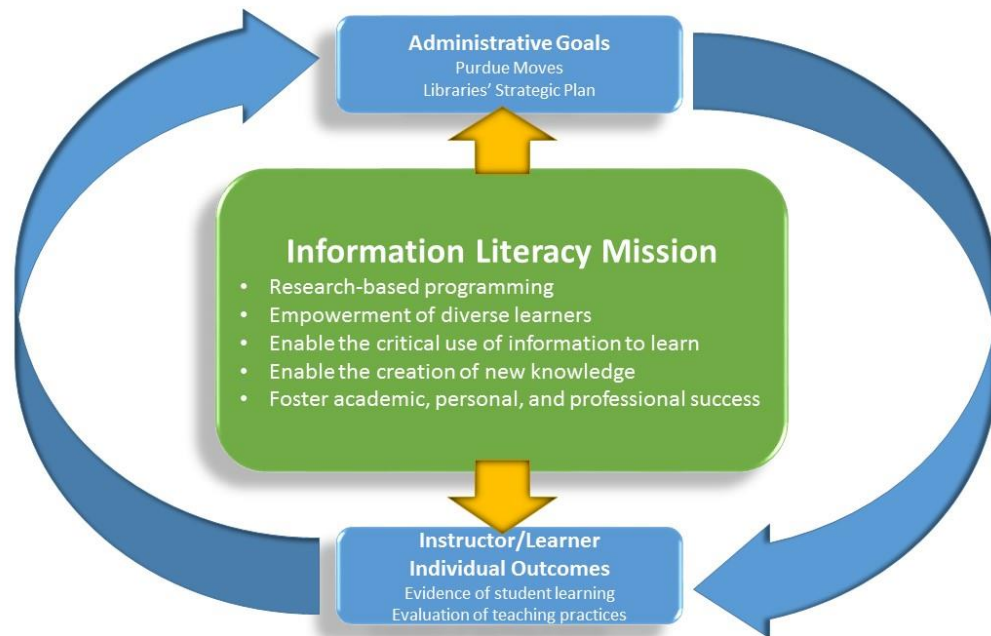 Administrative Goals
Purdue Moves
Libraries' Strategic Plan
Information Literacy Mission
• Research-based programming
• Empowerment of diverse learners
• Enable the critical use of information to learn
• Enable the creation of new knowledge
• Foster academic, personal, and professional success
Instructor/Learner
Individual Outcomes
Evidence of student learning
Evaluation of teaching practices